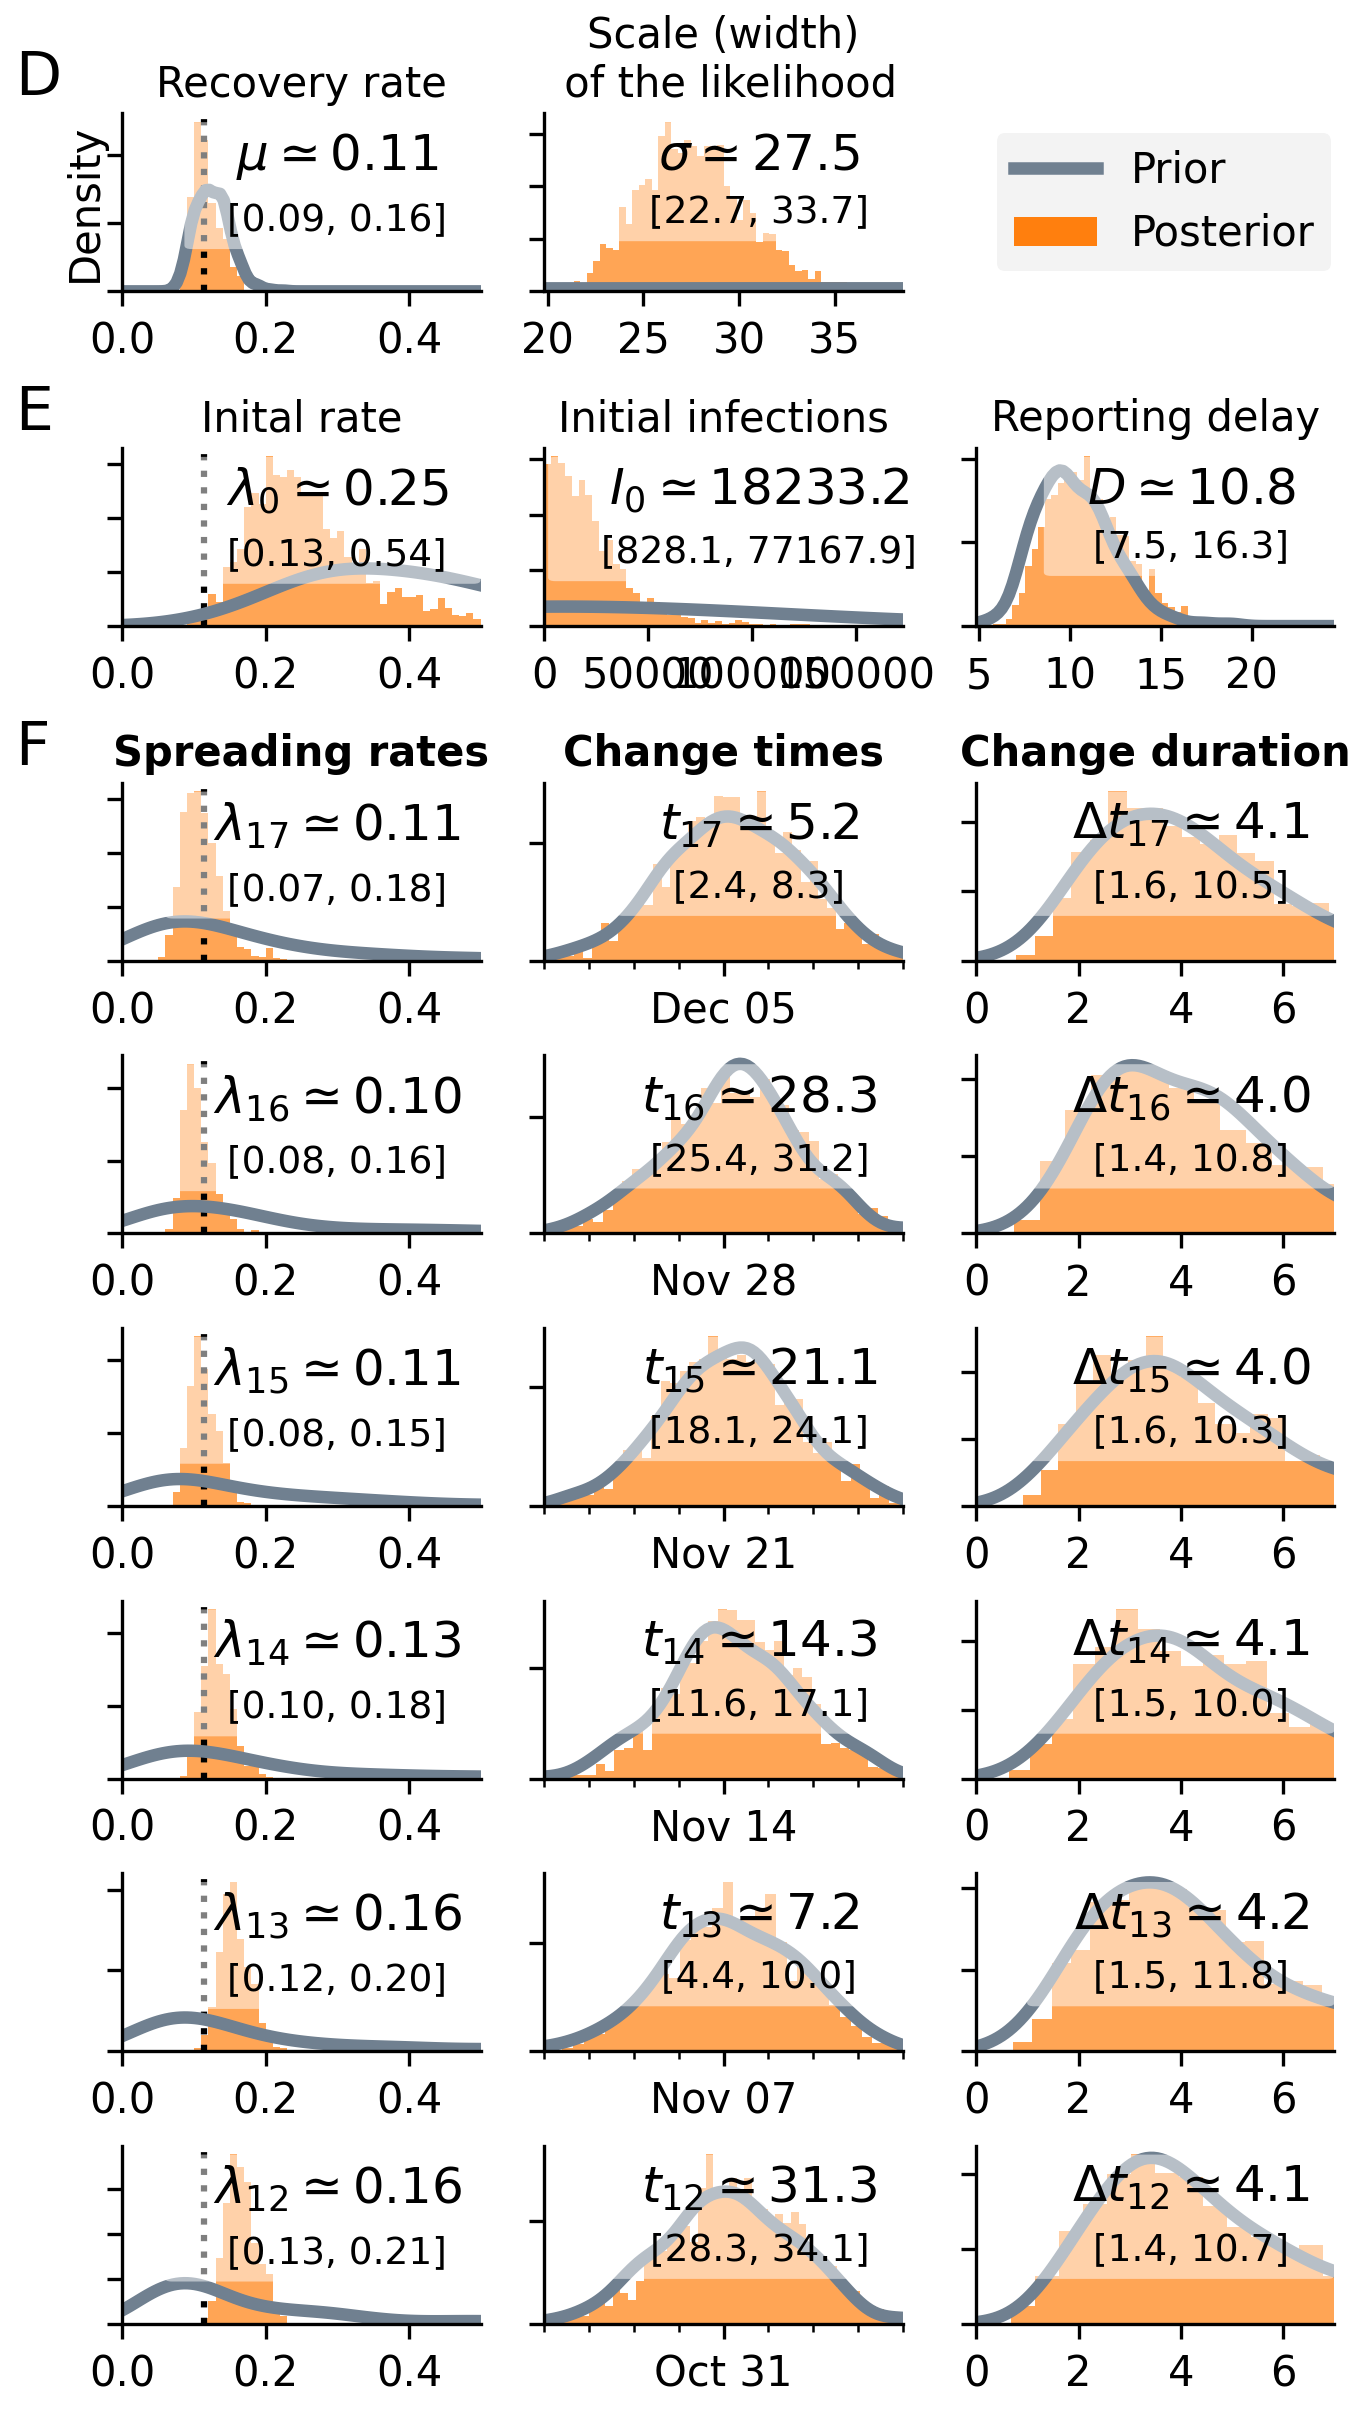 D
Recovery rate
Scale (width)
of the likelihood
Density
μ ≃ 0.11
[0.09, 0.16]
σ ≃ 27.5
[22.7, 33.7]
Prior
Posterior
0.0 0.2 0.4
20 25 30 35
E
Inital rate
Initial infections
Reporting delay
λ0 ≃ 0.25
[0.13, 0.54]
I0 ≃ 18233.2
[828.1, 77167.9]
D ≃ 10.8
[7.5, 16.3]
0.0 0.2 0.4
0 50000 100000 150000
5 10 15 20
F
Spreading rates
Change times
Change duration
λ17 ≃ 0.11
[0.07, 0.18]
t17 ≃ 5.2
[2.4, 8.3]
Δt17 ≃ 4.1
[1.6, 10.5]
0.0 0.2 0.4
Dec 05
0 2 4 6
λ16 ≃ 0.10
[0.08, 0.16]
t16 ≃ 28.3
[25.4, 31.2]
Δt16 ≃ 4.0
[1.4, 10.8]
0.0 0.2 0.4
Nov 28
0 2 4 6
λ15 ≃ 0.11
[0.08, 0.15]
t15 ≃ 21.1
[18.1, 24.1]
Δt15 ≃ 4.0
[1.6, 10.3]
0.0 0.2 0.4
Nov 21
0 2 4 6
λ14 ≃ 0.13
[0.10, 0.18]
t14 ≃ 14.3
[11.6, 17.1]
Δt14 ≃ 4.1
[1.5, 10.0]
0.0 0.2 0.4
Nov 14
0 2 4 6
λ13 ≃ 0.16
[0.12, 0.20]
t13 ≃ 7.2
[4.4, 10.0]
Δt13 ≃ 4.2
[1.5, 11.8]
0.0 0.2 0.4
Nov 07
0 2 4 6
λ12 ≃ 0.16
[0.13, 0.21]
t12 ≃ 31.3
[28.3, 34.1]
Δt12 ≃ 4.1
[1.4, 10.7]
0.0 0.2 0.4
Oct 31
0 2 4 6